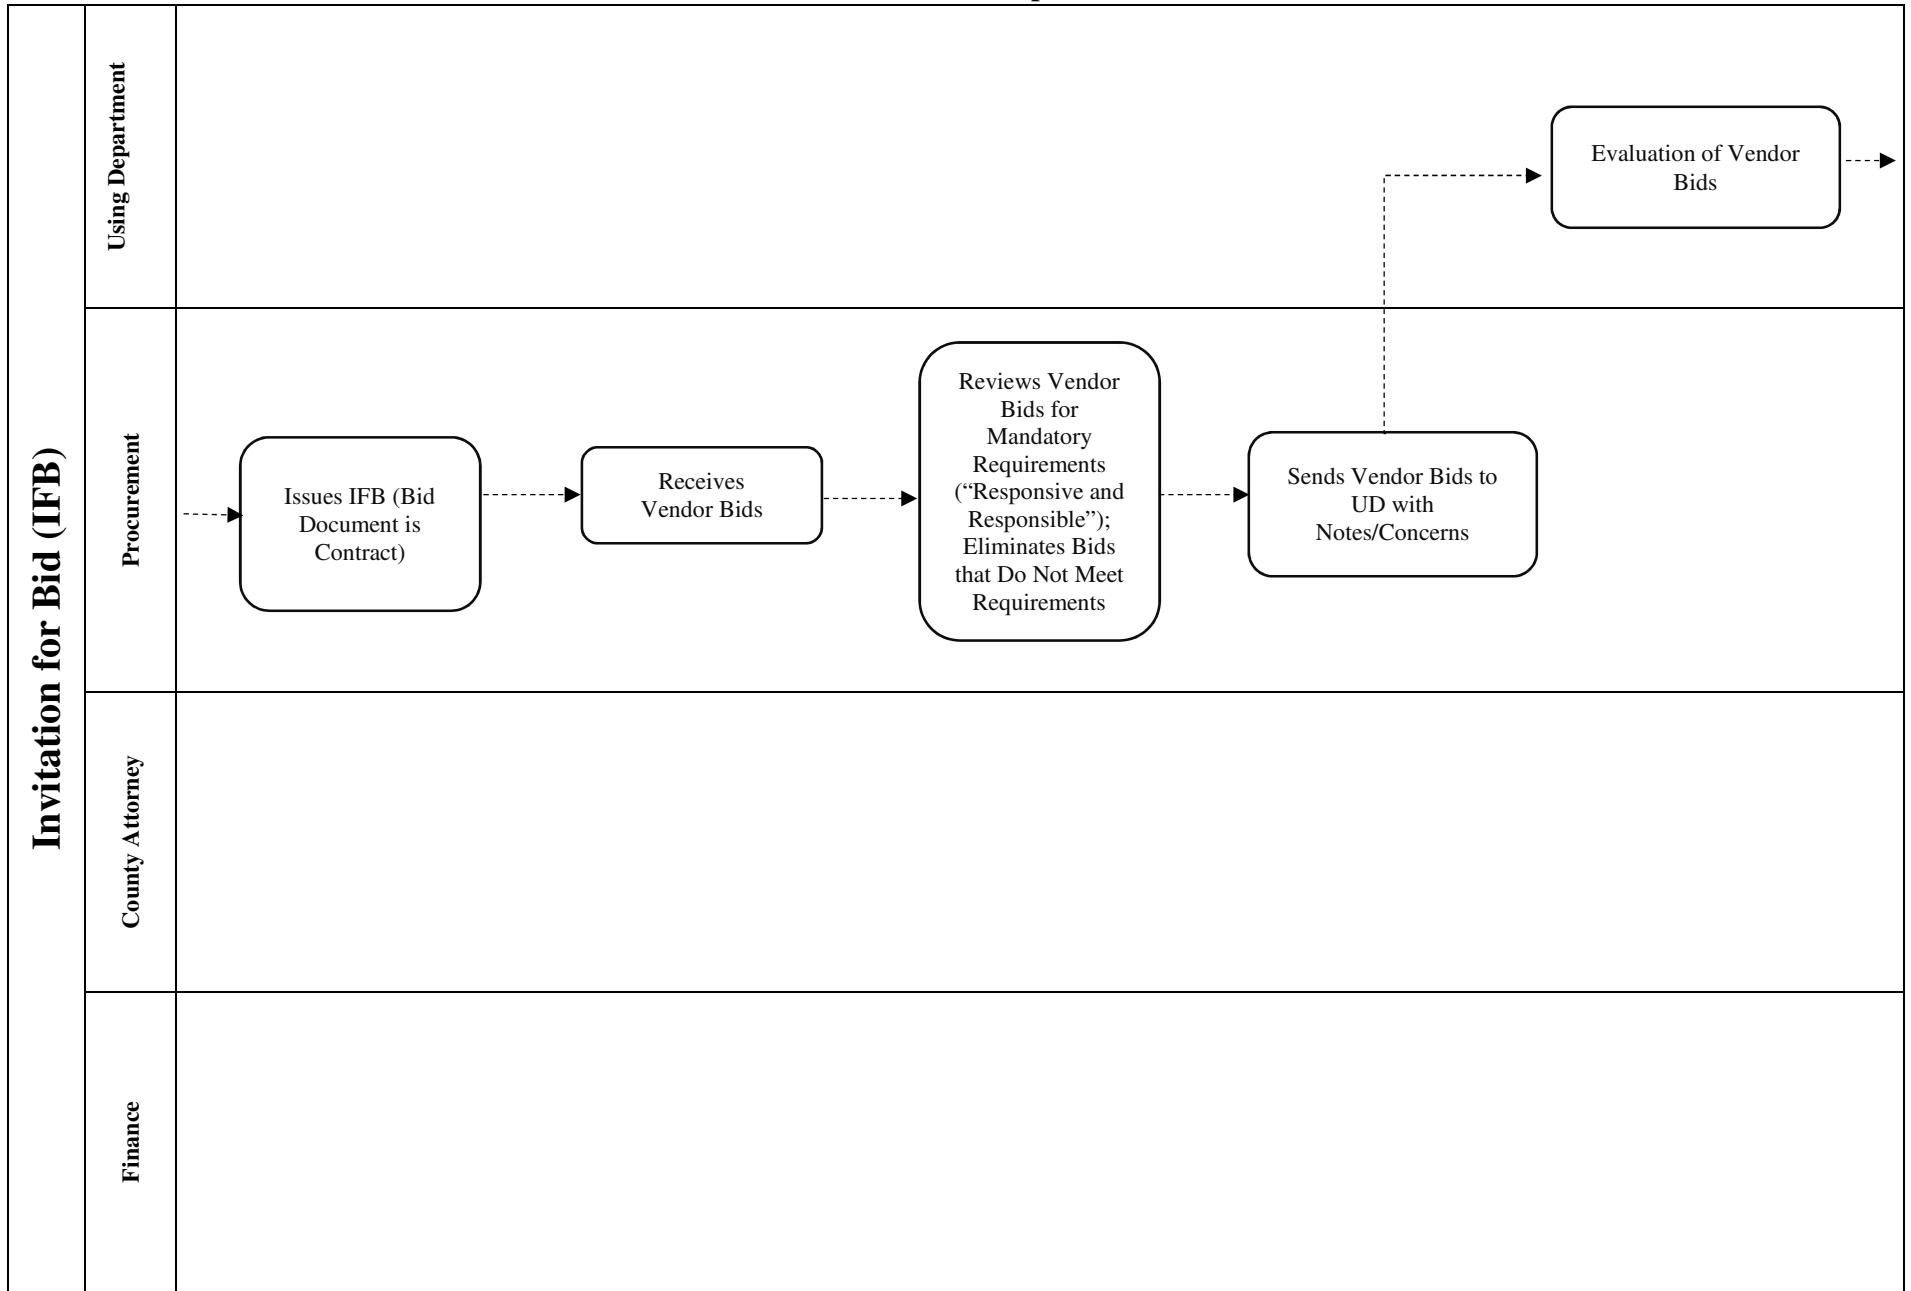 Invitation for Bid (IFB)
Using Department
Evaluation of Vendor
Bids
Procurement
Issues IFB (Bid
Document is
Contract)
Receives
Vendor Bids
Reviews Vendor
Bids for
Mandatory
Requirements
(“Responsive and
Responsible”);
Eliminates Bids
that Do Not Meet
Requirements
Sends Vendor Bids to
UD with
Notes/Concerns
County Attorney
Finance